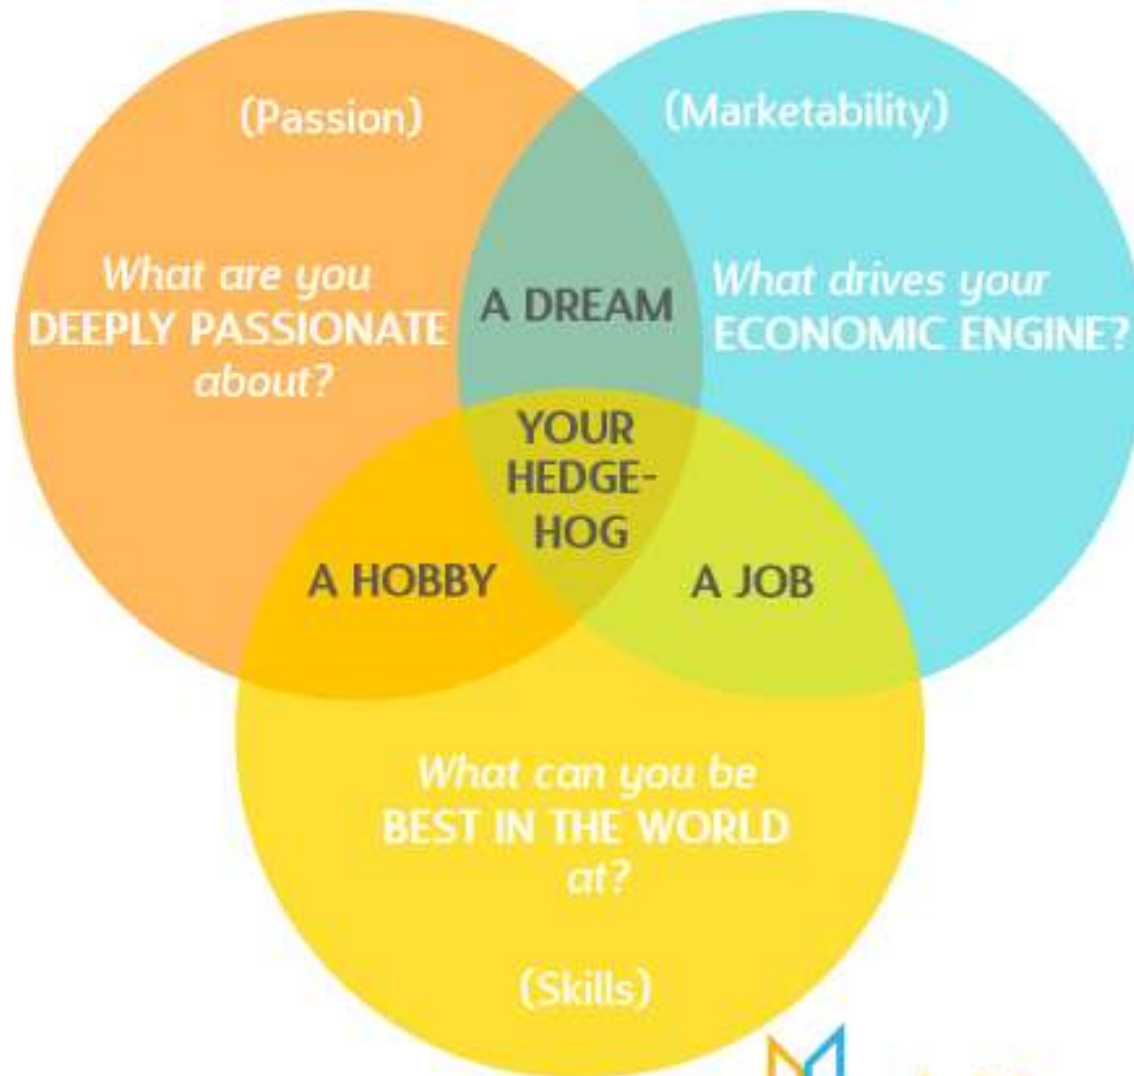 (Passion)
(Marketability)
What are you
DEEPLY PASSIONATE
about?
A DREAM
What drives your
ECONOMIC ENGINE?
YOUR
HEDGE-
HOG
A HOBBY
A JOB
What can you be
BEST IN THE WORLD
at?
(Skills)